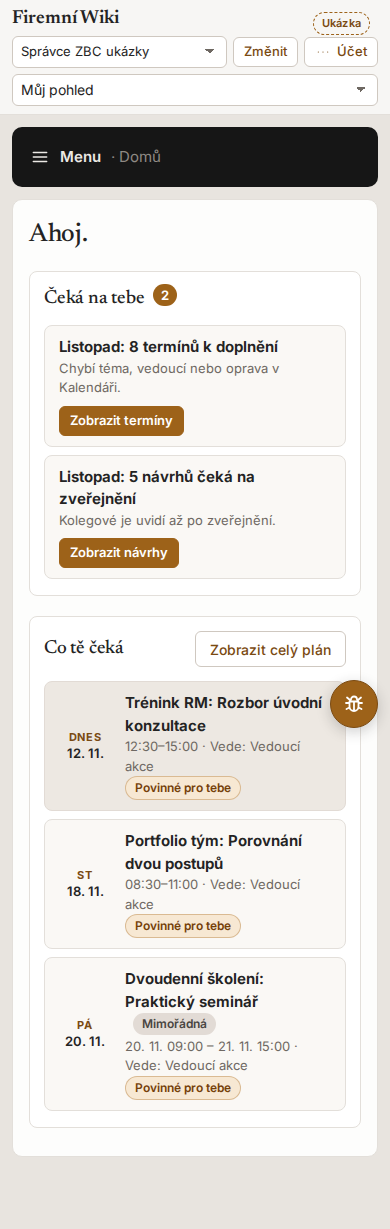 Firemní Wiki
Ukázka
Správce ZBC ukázky
Změnit
··· Účet
Můj pohled
Menu · Domů
Ahoj.
Čeká na tebe 2
Listopad: 8 termínů k doplnění
Chybí téma, vedoucí nebo oprava v
Kalendáři.
Zobrazit termíny
Listopad: 5 návrhů čeká na
zveřejnění
Kolegové je uvidí až po zveřejnění.
Zobrazit návrhy
Co tě čeká
Zobrazit celý plán
DNES
12. 11.
Trénink RM: Rozbor úvodní
konzultace
12:30–15:00 · Vede: Vedoucí
akce
Povinné pro tebe
ST
18. 11.
Portfolio tým: Porovnání
dvou postupů
08:30–11:00 · Vede: Vedoucí
akce
Povinné pro tebe
PÁ
20. 11.
Dvoudenní školení:
Praktický seminář
Mimořádná
20. 11. 09:00 – 21. 11. 15:00 ·
Vede: Vedoucí akce
Povinné pro tebe